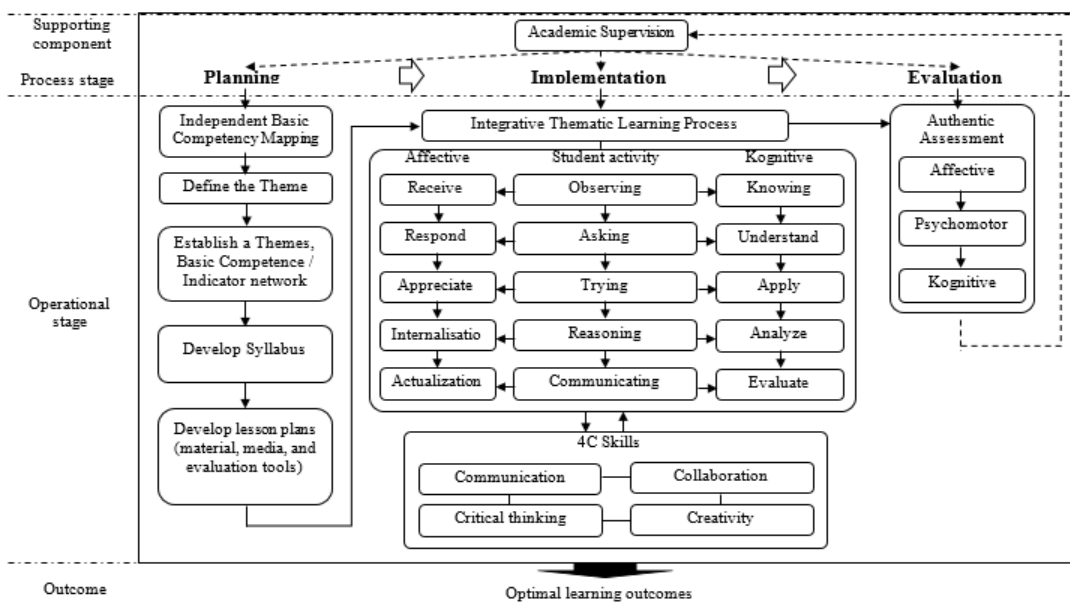 Supporting
component
Academic Supervision
Process stage
Planning
Implementation
Evaluation
Operational
stage
Independent Basic
Competency Mapping
Define the Theme
Establish a Themes,
Basic Competence /
Indicator network
Develop Syllabus
Develop lesson plans
(material, media, and
evaluation tools)
Integrative Thematic Learning Process
Affective
Student activity
Kognitive
Receive
Observing
Knowing
Respond
Asking
Understand
Appreciate
Trying
Apply
Internalisatio
Reasoning
Analyze
Actualization
Communicating
Evaluate
4C Skills
Communication
Collaboration
Critical thinking
Creativity
Authentic
Assessment
Affective
Psychomotor
Kognitive
Outcome
Optimal learning outcomes